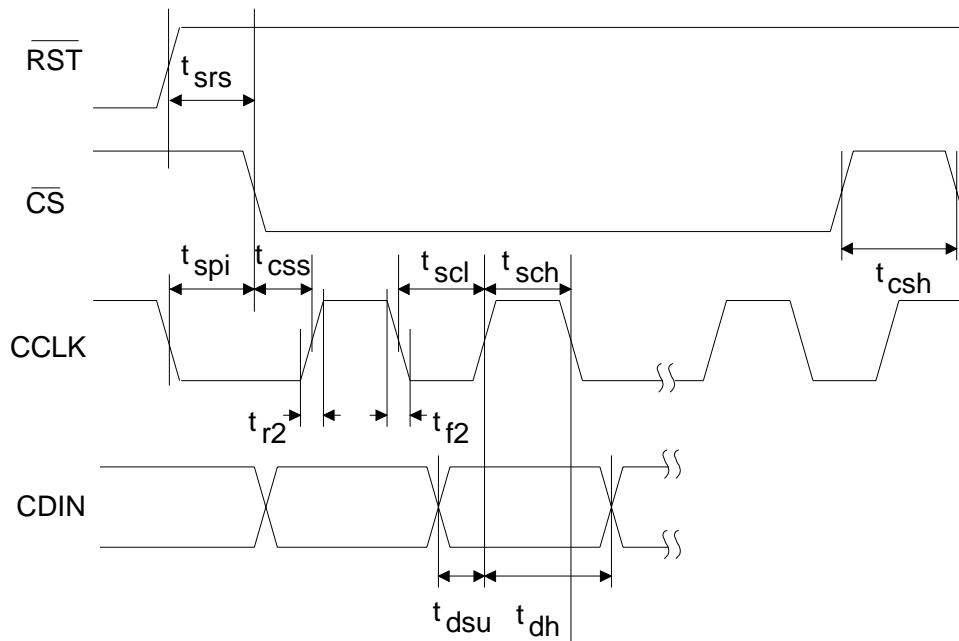 RST
t srs
CS
t spi
t css
t scl
t sch
t csh
CCLK
t r2
t f2
CDIN
t dsu
t dh